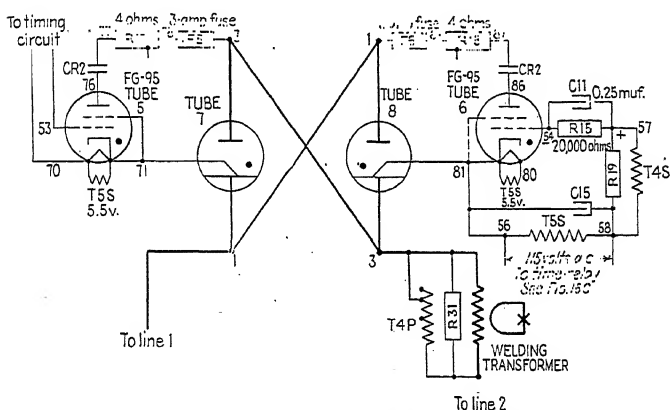 To timing
circuit
4 ohms
3-amp fuse
fuse
4 ohms
CR2
76
FG-95
TUBE
5
TUBE
7
53
70
71
T5S
5.5v.
1
To line 1
1
TUBE
8
FG-95
TUBE
6
CR2
86
C11
0.25 muf.
54
R15
20,000 ohms
+
57
81
80
T5S
5.5v.
R19
T4S
C15
56
T5S
58
115 volts a c
To time-relay
See Fig. 16C
3
T4P
R31
WELDING
TRANSFORMER
To line 2